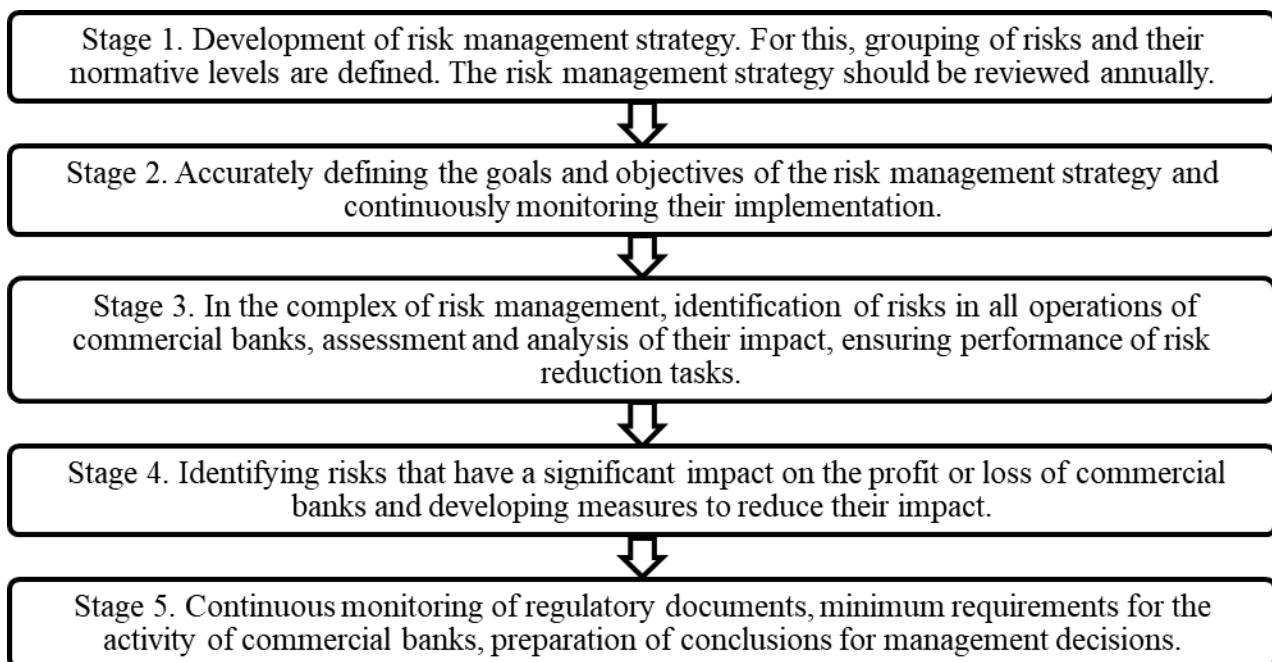 Stage 1. Development of risk management strategy. For this, grouping of risks and their
normative levels are defined. The risk management strategy should be reviewed annually.
Stage 2. Accurately defining the goals and objectives of the risk management strategy and
continuously monitoring their implementation.
Stage 3. In the complex of risk management, identification of risks in all operations of
commercial banks, assessment and analysis of their impact, ensuring performance of risk
reduction tasks.
Stage 4. Identifying risks that have a significant impact on the profit or loss of commercial
banks and developing measures to reduce their impact.
Stage 5. Continuous monitoring of regulatory documents, minimum requirements for the
activity of commercial banks, preparation of conclusions for management decisions.